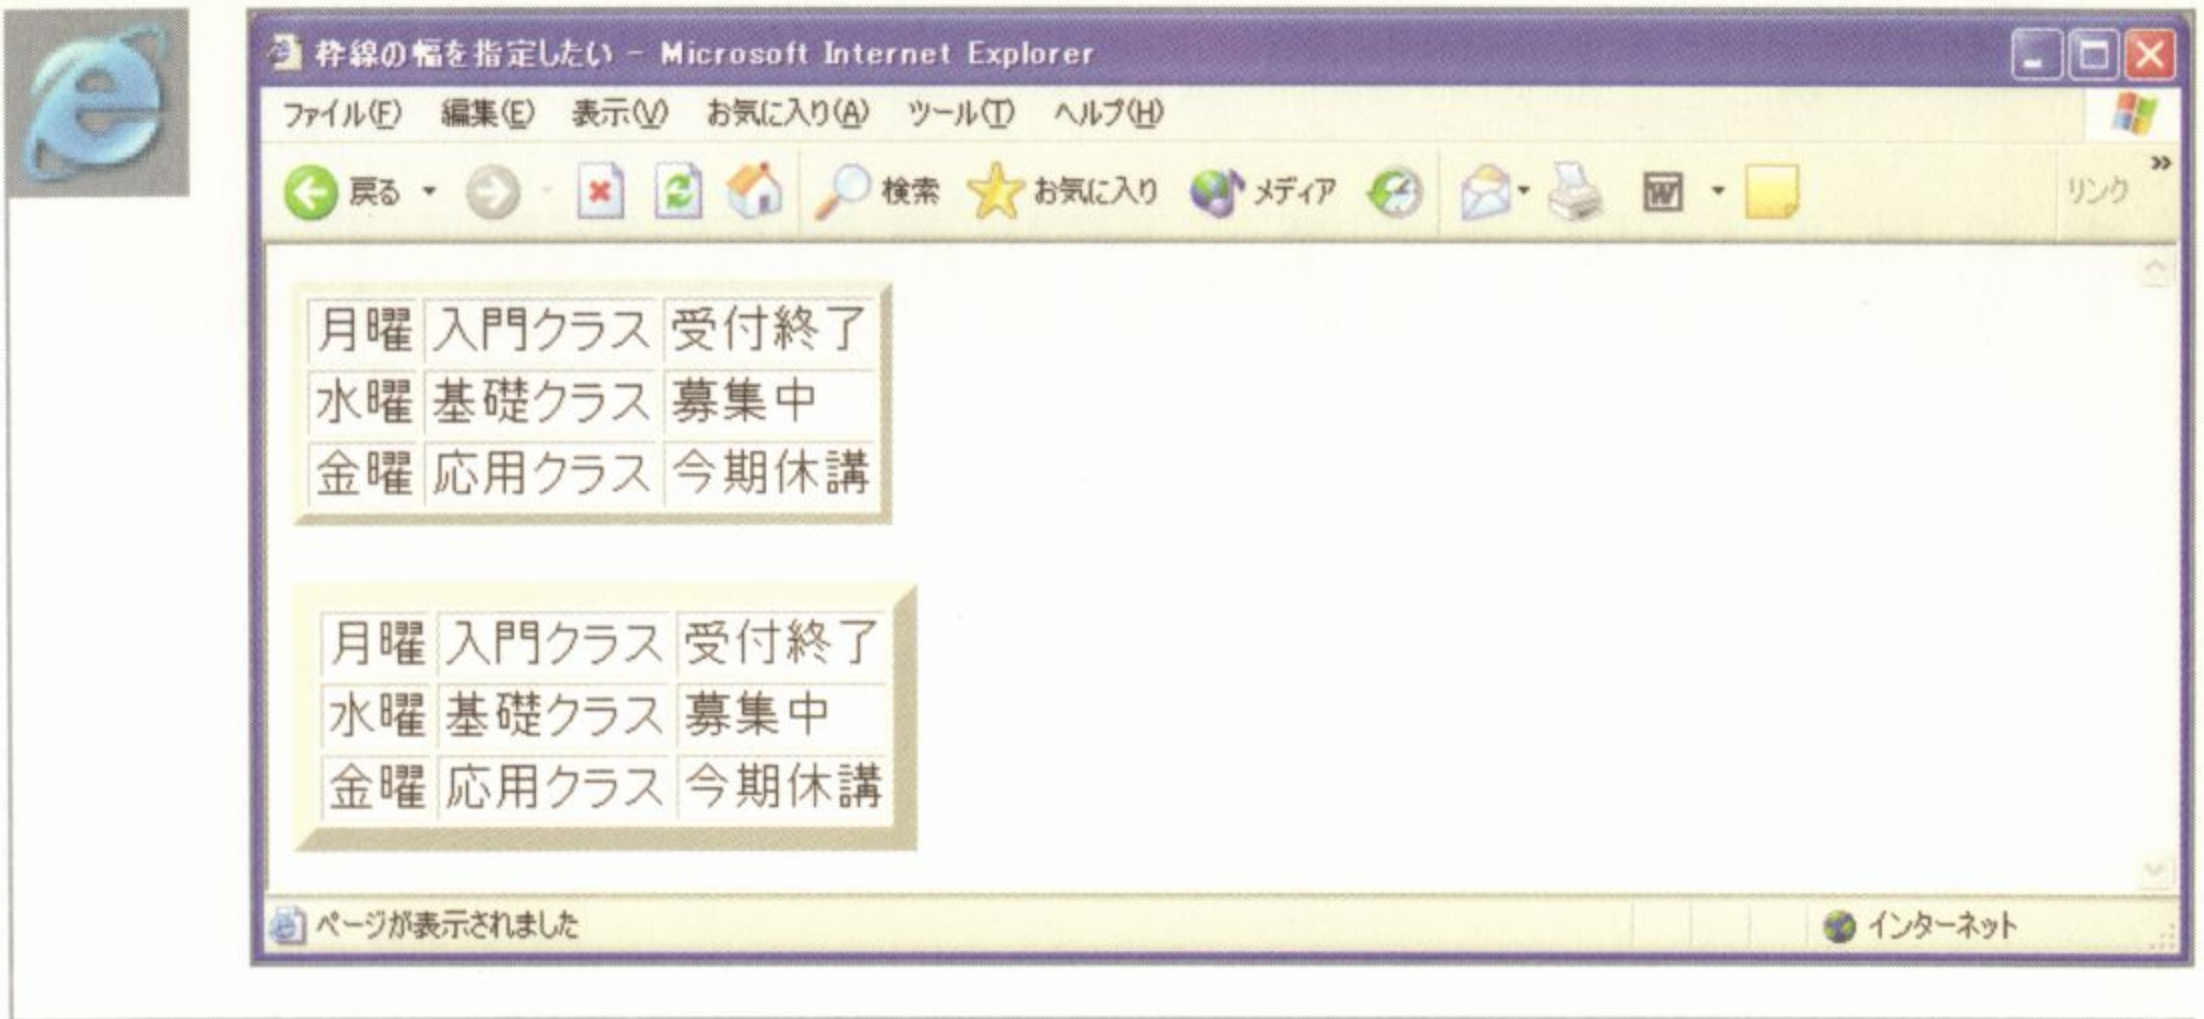 枠線の幅を指定したい - Microsoft Internet Explorer
ファイル(F) 編集(E) 表示(V) お気に入り(A) ツール(T) ヘルプ(H)
戻る 検索 お気に入り メディア リンク »
月曜 入門クラス 受付終了
水曜 基礎クラス 募集中
金曜 応用クラス 今期休講
月曜 入門クラス 受付終了
水曜 基礎クラス 募集中
金曜 応用クラス 今期休講
ページが表示されました インターネット